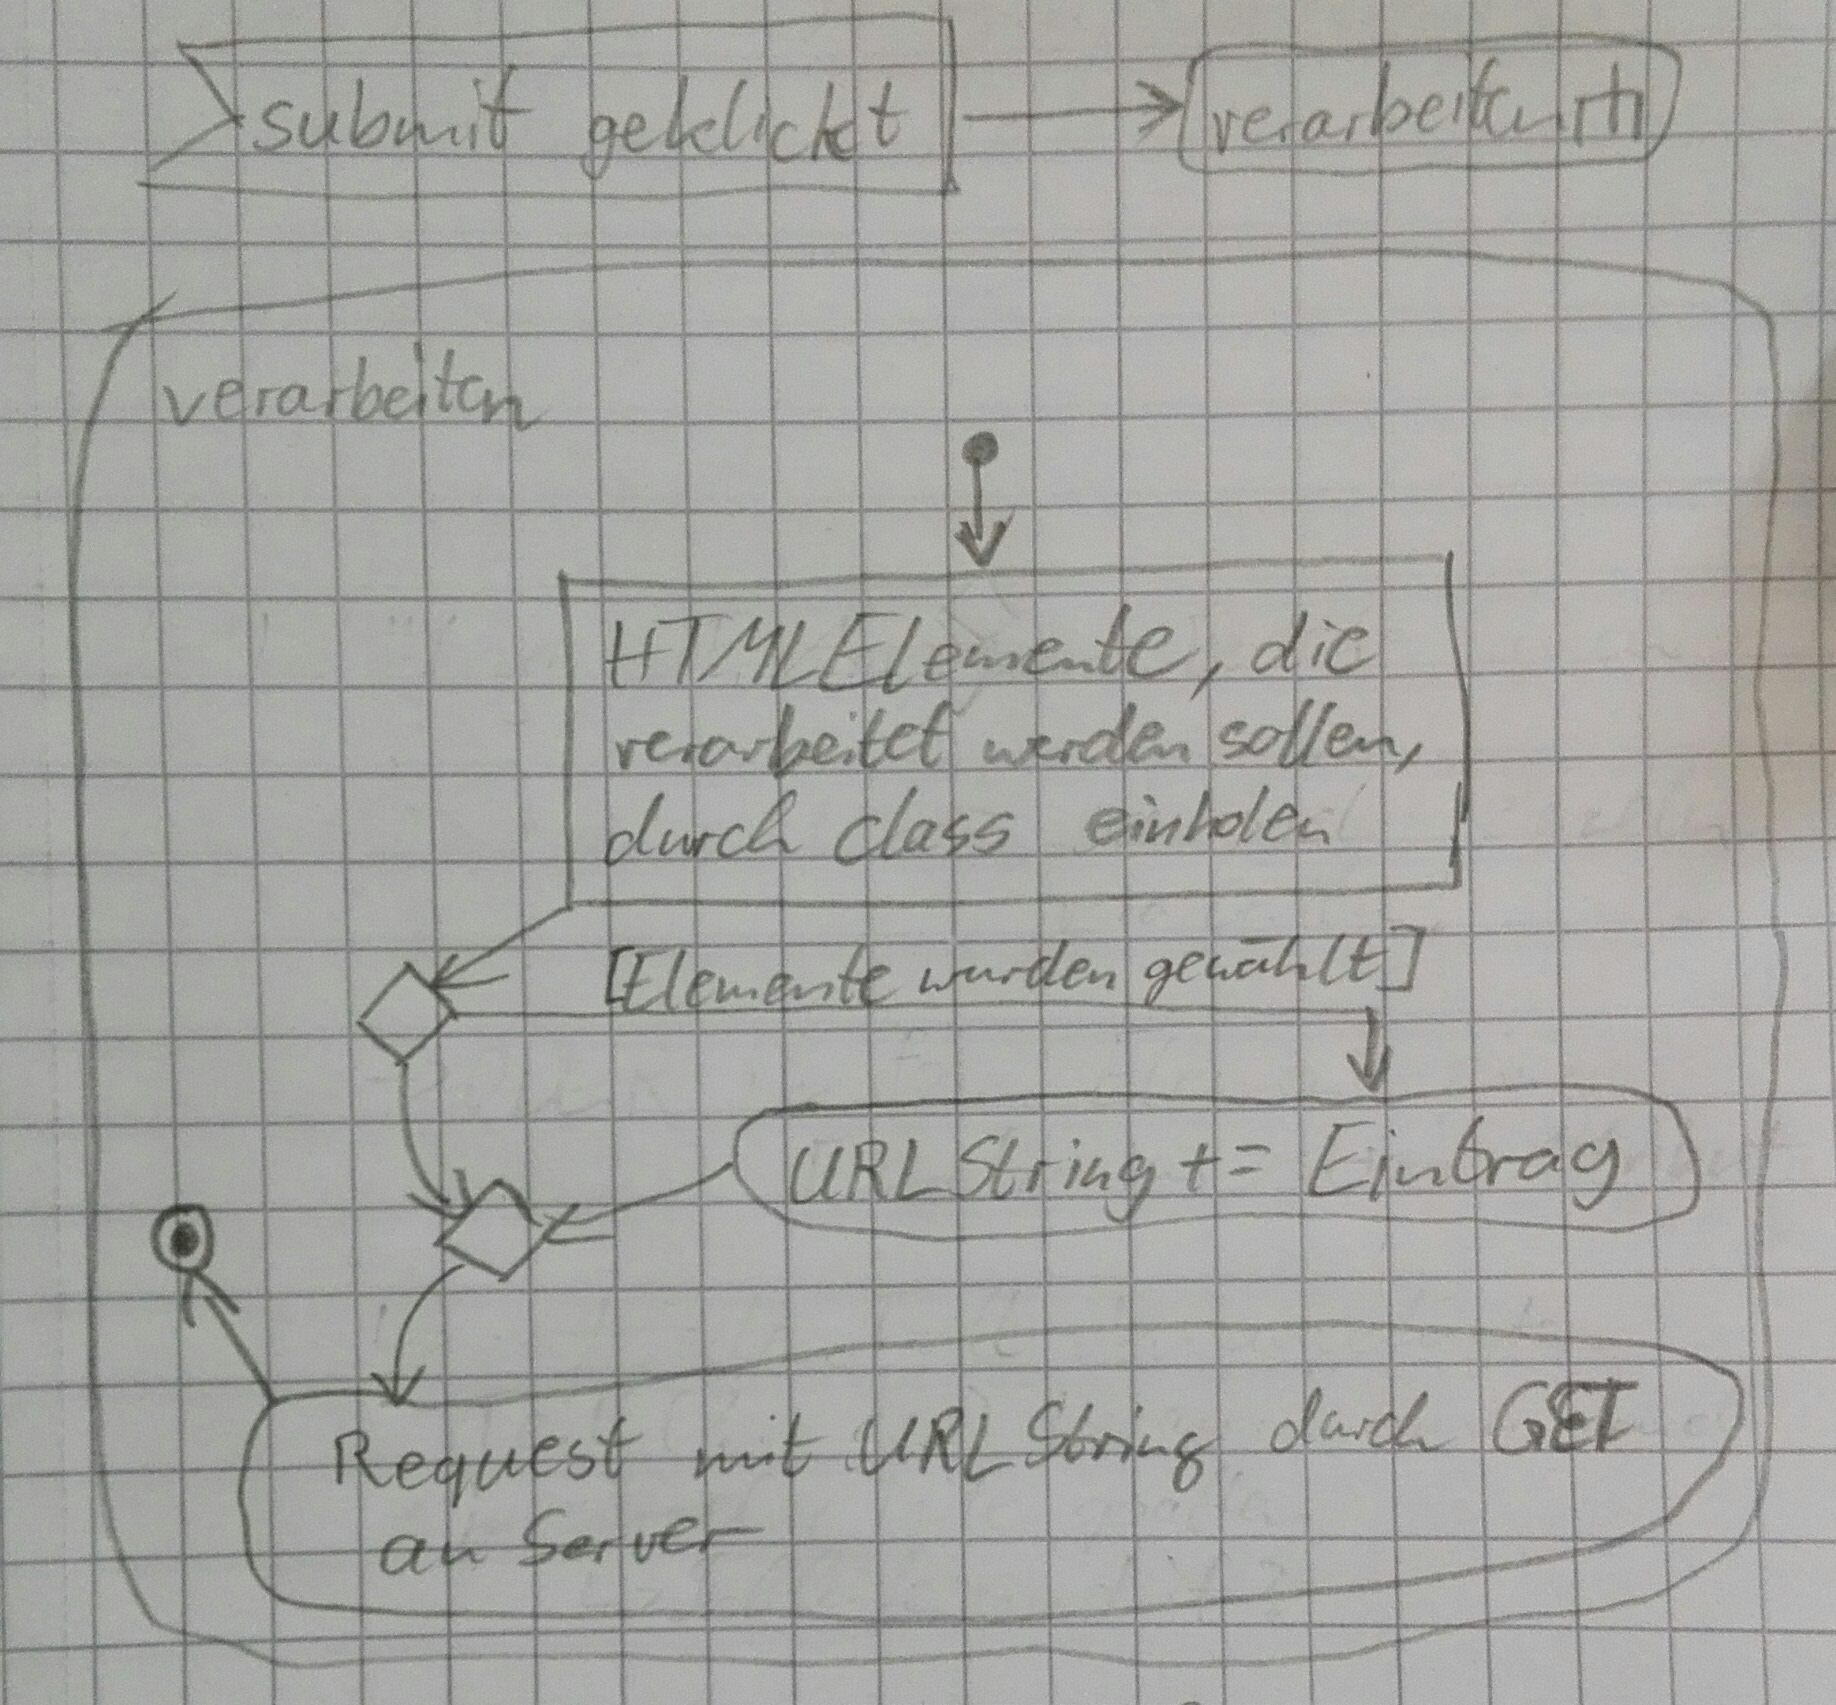 submit geklickt
verarbeiten
verarbeiten
HTMLElemente, die
verarbeitet werden sollen,
durch class einholen
[Elemente wurden gewählt]
URLString += Eintrag
Request mit URLString durch GET
an Server